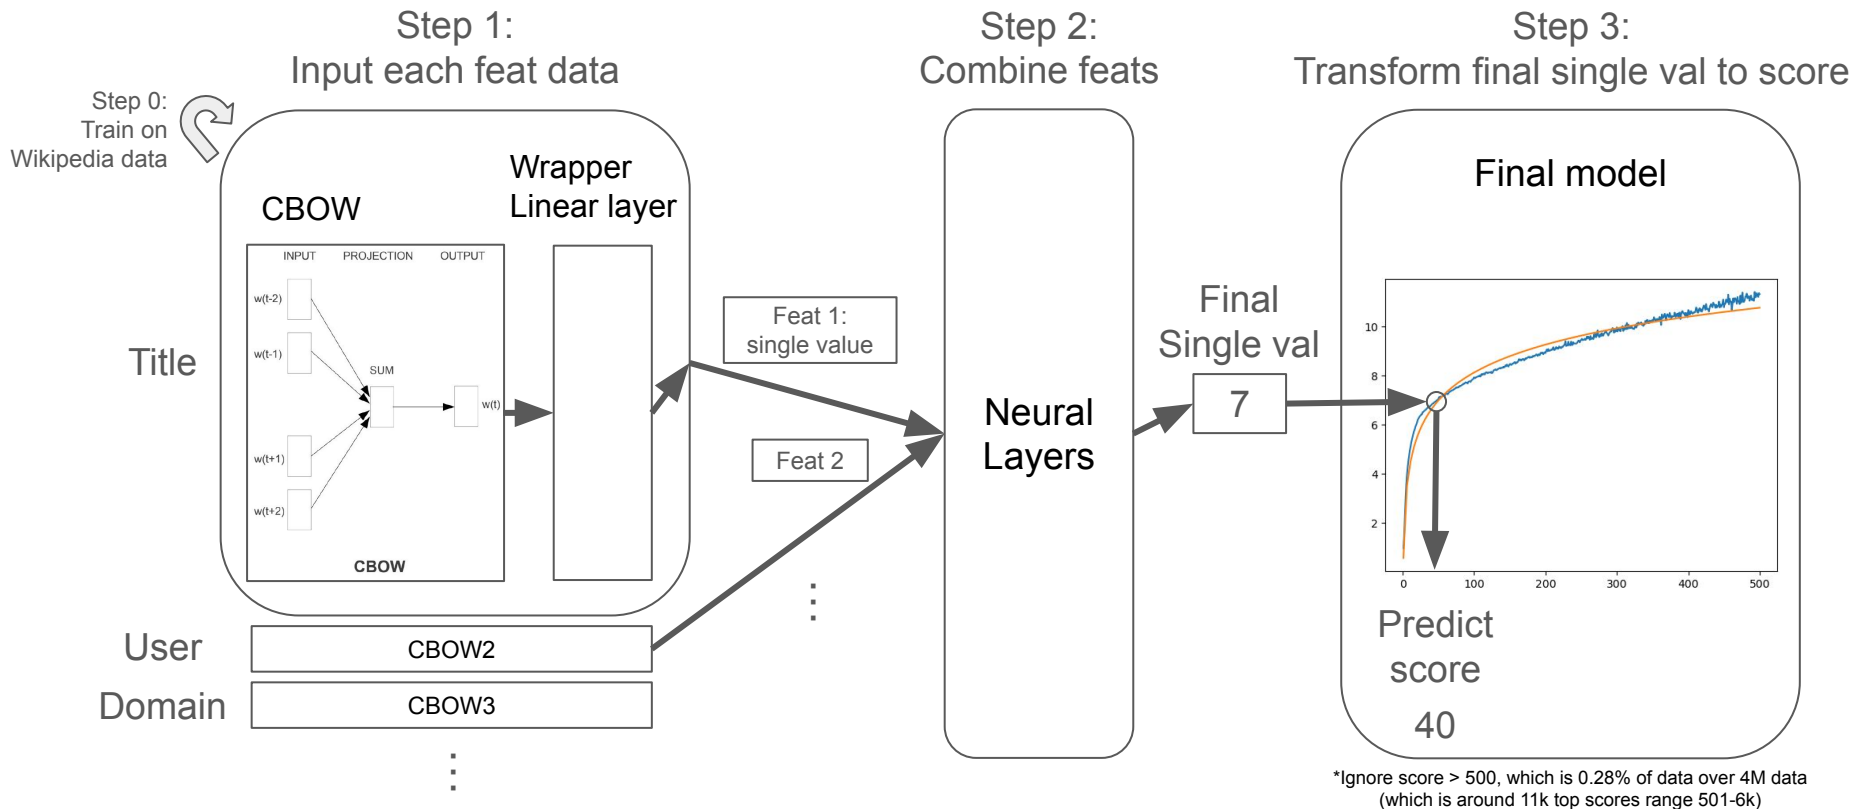 Step 1:
Input each feat data
Step 2:
Combine feats
Step 3:
Transform final single val to score
Step 0:
Train on
Wikipedia data
CBOW
Wrapper
Linear layer
INPUT PROJECTION OUTPUT
w(t-2)
w(t-1)
SUM
w(t)
w(t+1)
w(t+2)
CBOW
Title
Feat 1:
single value
Feat 2
⋮
User
CBOW2
Domain
CBOW3
⋮
Neural
Layers
Final
Single val
7
Final model
10
8
6
4
2
0 100 200 300 400 500
Predict
score
40
*Ignore score > 500, which is 0.28% of data over 4M data
(which is around 11k top scores range 501-6k)